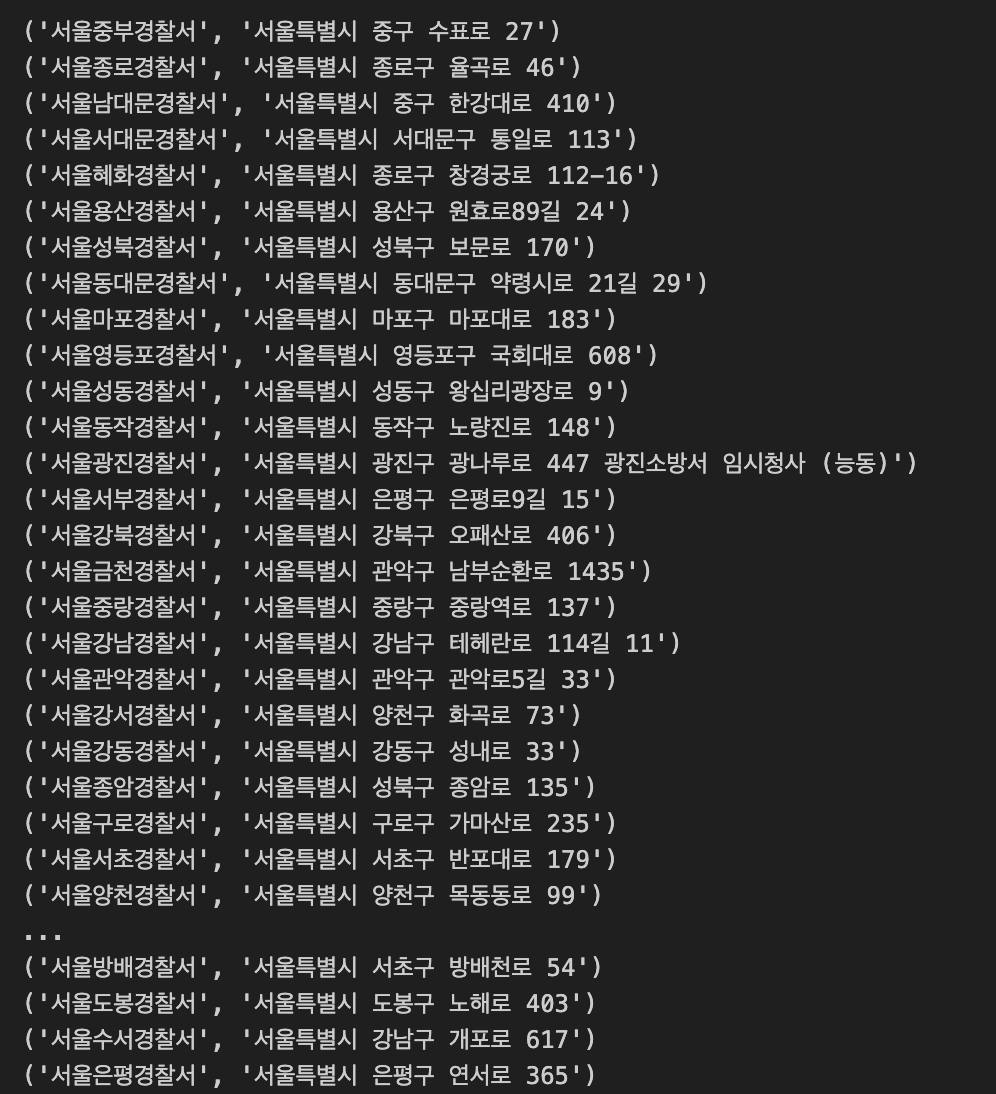 ('서울중부경찰서', '서울특별시 중구 수표로 27')
('서울종로경찰서', '서울특별시 종로구 율곡로 46')
('서울남대문경찰서', '서울특별시 중구 한강대로 410')
('서울서대문경찰서', '서울특별시 서대문구 통일로 113')
('서울혜화경찰서', '서울특별시 종로구 창경궁로 112-16')
('서울용산경찰서', '서울특별시 용산구 원효로89길 24')
('서울성북경찰서', '서울특별시 성북구 보문로 170')
('서울동대문경찰서', '서울특별시 동대문구 약령시로 21길 29')
('서울마포경찰서', '서울특별시 마포구 마포대로 183')
('서울영등포경찰서', '서울특별시 영등포구 국회대로 608')
('서울성동경찰서', '서울특별시 성동구 왕십리광장로 9')
('서울동작경찰서', '서울특별시 동작구 노량진로 148')
('서울광진경찰서', '서울특별시 광진구 광나루로 447 광진소방서 임시청사 (능동)')
('서울서부경찰서', '서울특별시 은평구 은평로9길 15')
('서울강북경찰서', '서울특별시 강북구 오패산로 406')
('서울금천경찰서', '서울특별시 관악구 남부순환로 1435')
('서울중랑경찰서', '서울특별시 중랑구 중랑역로 137')
('서울강남경찰서', '서울특별시 강남구 테헤란로 114길 11')
('서울관악경찰서', '서울특별시 관악구 관악로5길 33')
('서울강서경찰서', '서울특별시 양천구 화곡로 73')
('서울강동경찰서', '서울특별시 강동구 성내로 33')
('서울종암경찰서', '서울특별시 성북구 종암로 135')
('서울구로경찰서', '서울특별시 구로구 가마산로 235')
('서울서초경찰서', '서울특별시 서초구 반포대로 179')
('서울양천경찰서', '서울특별시 양천구 목동동로 99')
...
('서울방배경찰서', '서울특별시 서초구 방배천로 54')
('서울도봉경찰서', '서울특별시 도봉구 노해로 403')
('서울수서경찰서', '서울특별시 강남구 개포로 617')
('서울은평경찰서', '서울특별시 은평구 연서로 365')